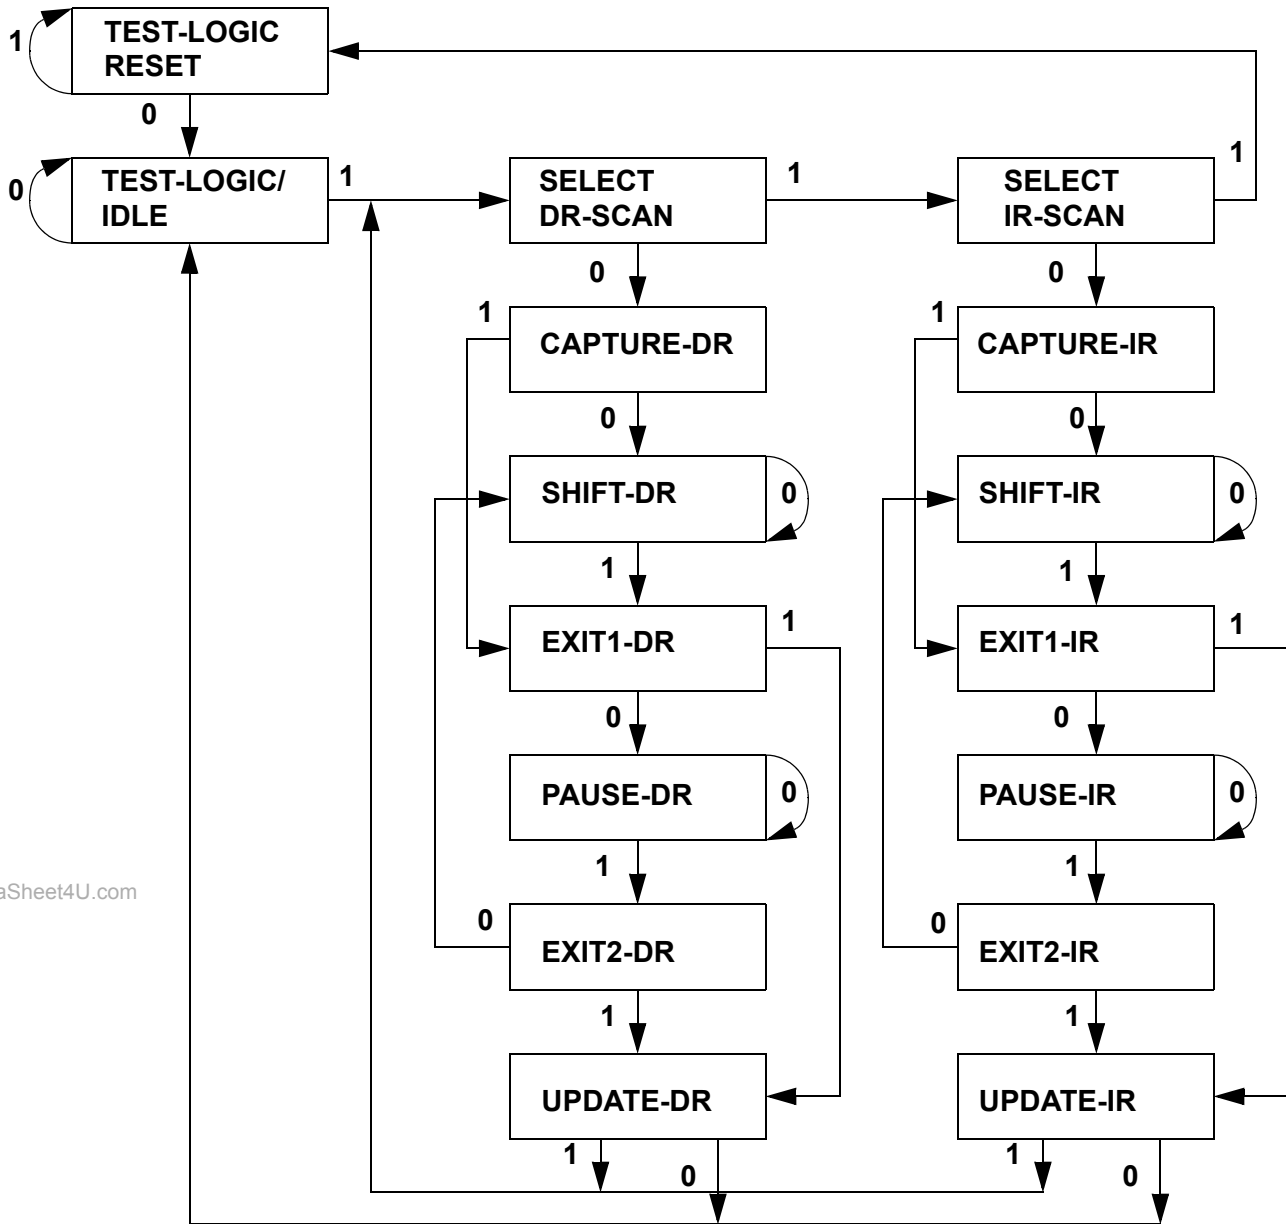 1
TEST-LOGIC
RESET
0
0
TEST-LOGIC/
IDLE
1
SELECT
DR-SCAN
1
SELECT
IR-SCAN
1
0
0
1
CAPTURE-DR
1
CAPTURE-IR
0
0
SHIFT-DR
0
SHIFT-IR
0
1
1
EXIT1-DR
1
EXIT1-IR
1
0
0
PAUSE-DR
0
PAUSE-IR
0
1
1
aSheet4U.com
0
EXIT2-DR
0
EXIT2-IR
1
1
UPDATE-DR
UPDATE-IR
1
0
1
0